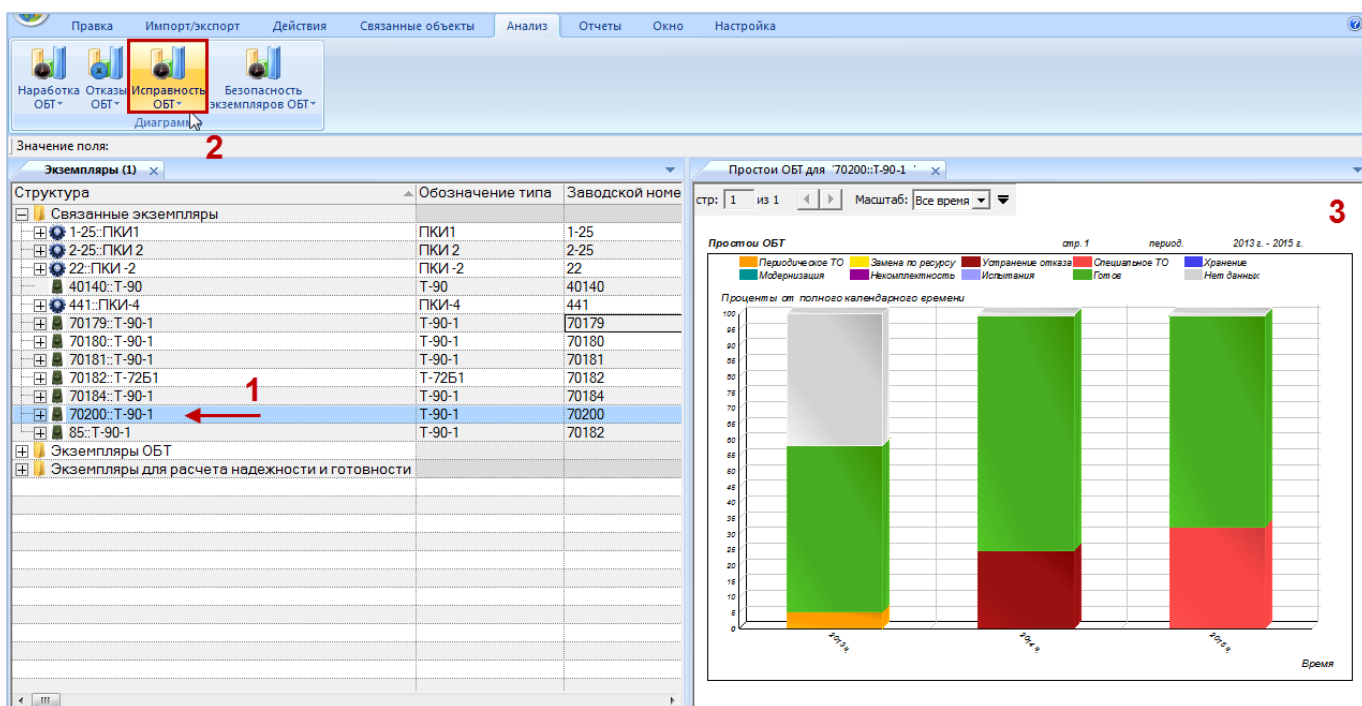 Правка Импорт/экспорт Действия Связанные объекты Анализ Отчеты Окно Настройка
Наработка ОБТ
Отказы ОБТ
Исправность ОБТ
Безопасность экземпляров ОБТ
Диаграмм
2
Значение поля:
Экземпляры (1)
Структура Обозначение типа Заводской номе
Связанные экземпляры
1-25::ПКИ1 ПКИ1 1-25
2-25::ПКИ 2 ПКИ 2 2-25
22::ПКИ -2 ПКИ -2 22
40140::Т-90 Т-90 40140
441::ПКИ-4 ПКИ-4 441
70179::Т-90-1 Т-90-1 70179
70180::Т-90-1 Т-90-1 70180
70181::Т-90-1 Т-90-1 70181
70182::Т-72Б1 Т-72Б1 70182
70184::Т-90-1 Т-90-1 70184
1
70200::Т-90-1 Т-90-1 70200
85::Т-90-1 Т-90-1 70182
Экземпляры ОБТ
Экземпляры для расчета надежности и готовности
Простои ОБТ для '70200::Т-90-1 '
стр: 1 из 1 Масштаб: Все время
3
Простои ОБТ стр. 1 период. 2013 г. - 2015 г.
Периодическое ТО Замена по ресурсу Устранение отказа Специальное ТО Хранение
Модернизация Некомплектность Испытания Готов Нет данных
Проценты от полного календарного времени
100
95
90
85
80
75
70
65
60
55
50
45
40
35
30
25
20
15
10
5
0
2013 г. 2014 г. 2015 г.
Время